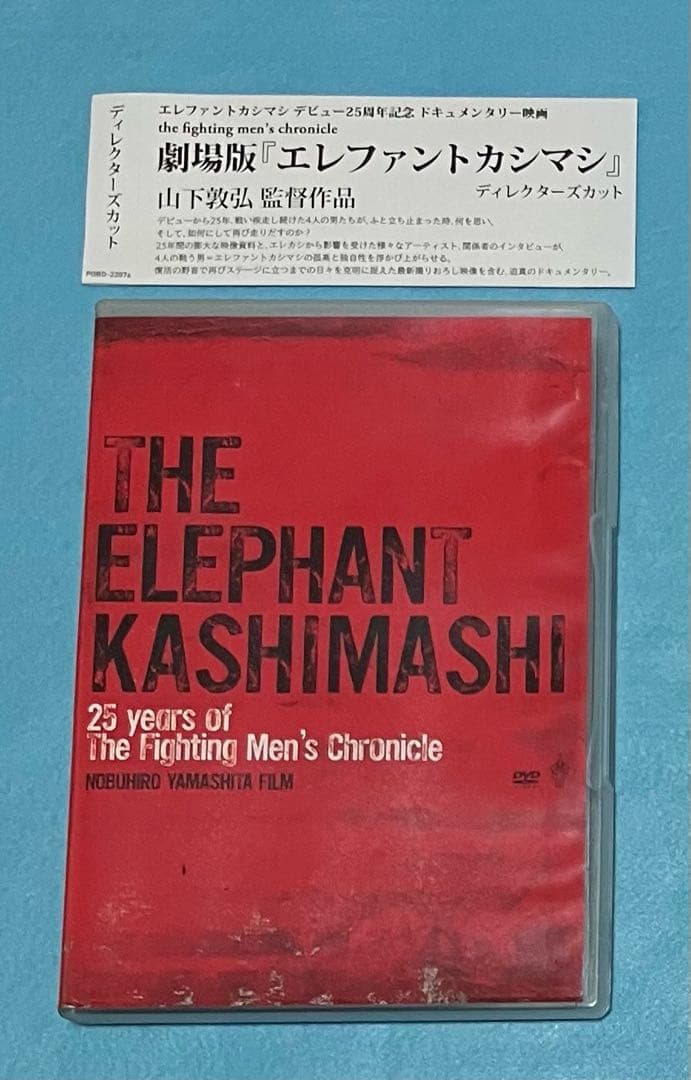 ディレクターズカット
PDBD-2207s
エレファントカシマシ デビュー25周年記念 ドキュメンタリー映画
the fighting men's chronicle
劇場版『エレファントカシマシ』
山下敦弘 監督作品
ディレクターズカット
デビューから25年、戦い疾走し続けた4人の男たちが、ふと立ち止まった時、何を思い、
そして、如何にして再び走りだすのか?
25年間の膨大な映像資料と、エレカシから影響を受けた様々なアーティスト、関係者のインタビューが、
4人の戦う男=エレファントカシマシの孤高と独自性を浮かび上がらせる。
復活の野音で再びステージに立つまでの日々を克明に捉えた最新撮りおろし映像を含む、迫真のドキュメンタリー。
THE
ELEPHANT
KASHIMASHI
25 years of
The Fighting Men's Chronicle
NOBUHIRO YAMASHITA FILM
DVD